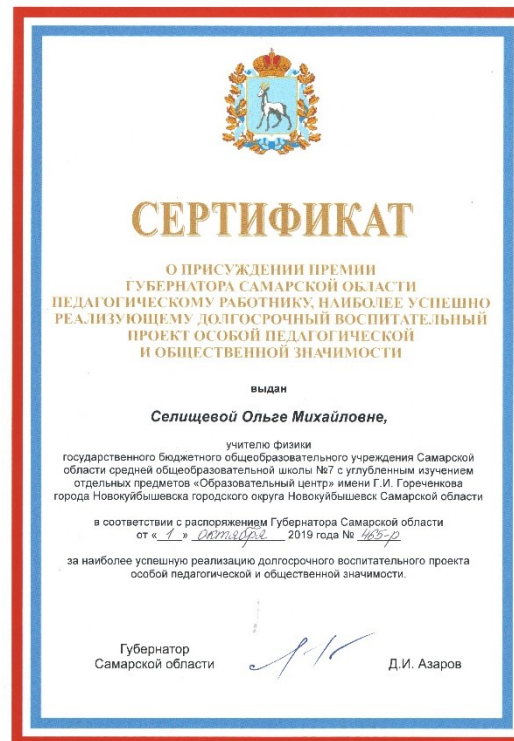 СЕРТИФИКАТ
О ПРИСУЖДЕНИИ ПРЕМИИ
ГУБЕРНАТОРА САМАРСКОЙ ОБЛАСТИ
ПЕДАГОГИЧЕСКОМУ РАБОТНИКУ, НАИБОЛЕЕ УСПЕШНО
РЕАЛИЗУЮЩЕМУ ДОЛГОСРОЧНЫЙ ВОСПИТАТЕЛЬНЫЙ
ПРОЕКТ ОСОБОЙ ПЕДАГОГИЧЕСКОЙ
И ОБЩЕСТВЕННОЙ ЗНАЧИМОСТИ
выдан
Селищевой Ольге Михайловне,
учителю физики
государственного бюджетного общеобразовательного учреждения Самарской
области средней общеобразовательной школы №7 с углубленным изучением
отдельных предметов «Образовательный центр» имени Г.И. Гореченкова
города Новокуйбышевска городского округа Новокуйбышевск Самарской области
в соответствии с распоряжением Губернатора Самарской области
от « 1 » октября 2019 года № 465-р
за наиболее успешную реализацию долгосрочного воспитательного проекта
особой педагогической и общественной значимости.
Губернатор
Самарской области
Д.И. Азаров